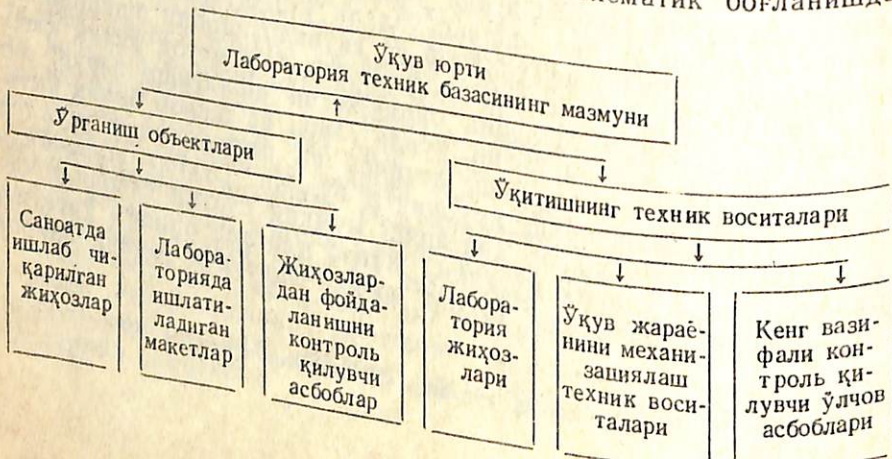 боғланишда
Ўқув юрти
Лаборатория техник базасининг мазмуни
Ўрганиш объектлари
Ўқитишнинг техник воситалари
Саноатда
ишлаб чи-
қарилган
жиҳозлар
Лабора-
торияда
ишлати-
ладиган
макетлар
Жиҳозлар-
дан фойда-
ланишни
контроль
қилувчи
асбоблар
Лабора-
тория
жиҳоз-
лари
Ўқув жараё-
нини механи-
зациялаш
техник воси-
талари
Кенг вази-
фали кон-
троль қи-
лувчи ўлчов
асбоблари